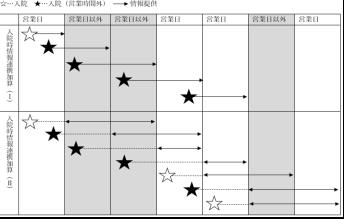 ☆…入院　★…入院（営業時間外）　→情報提供
営業日　営業日　営業日以外　営業日以外　営業日　営業日　営業日以外　営業日
入院時情報連携加算（Ⅰ）
入院時情報連携加算（Ⅱ）